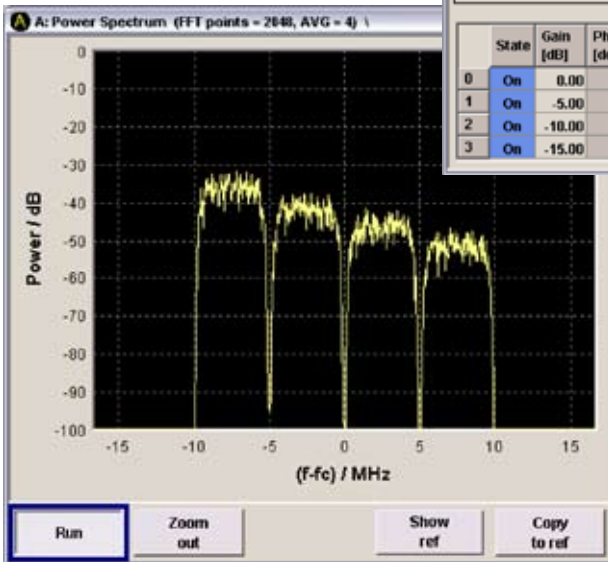 A: Power Spectrum (FFT points = 2048, AVG = 4) \
State Gain [dB]
0 On 0.00
1 On -5.00
2 On -10.00
3 On -15.00
Power / dB
0
-10
-20
-30
-40
-50
-60
-70
-80
-90
-100
-15 -10 -5 0 5 10 15
(f-fc) / MHz
Run Zoom out Show ref Copy to ref